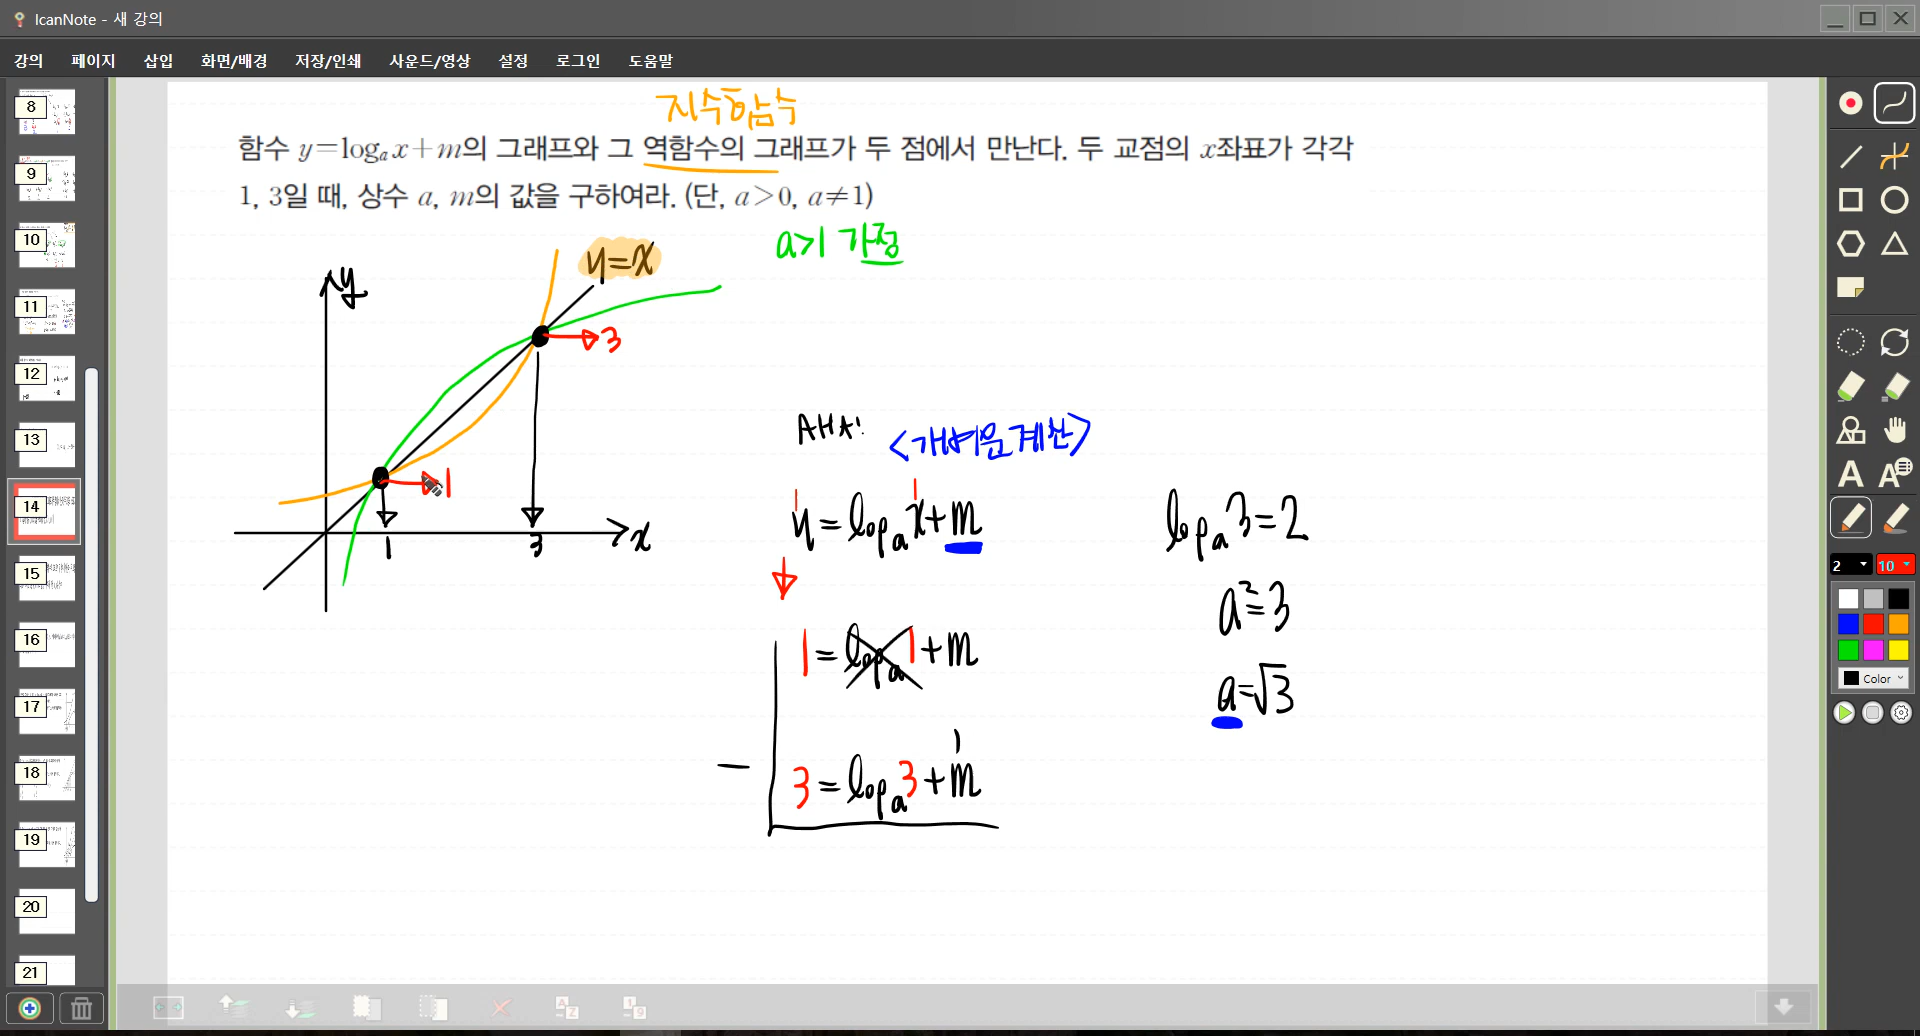 IcanNote - 새 강의
강의 페이지 삽입 화면/배경 저장/인쇄 사운드/영상 설정 로그인 도움말
8
9
10
11
12
13
14
15
16
17
18
19
20
21
지수함수
함수 y=logₐx+m의 그래프와 그 역함수의 그래프가 두 점에서 만난다. 두 교점의 x좌표가 각각
1, 3일 때, 상수 a, m의 값을 구하여라. (단, a>0, a≠1)
a>1 가정
y=x
y
3
1
1
3
x
AHA!
<개벼운 계산>
1 1
y=logₐx+m
1=logₐ1+m
1
3=logₐ3+m
logₐ3=2
a²=3
a=√3
2
10
Color